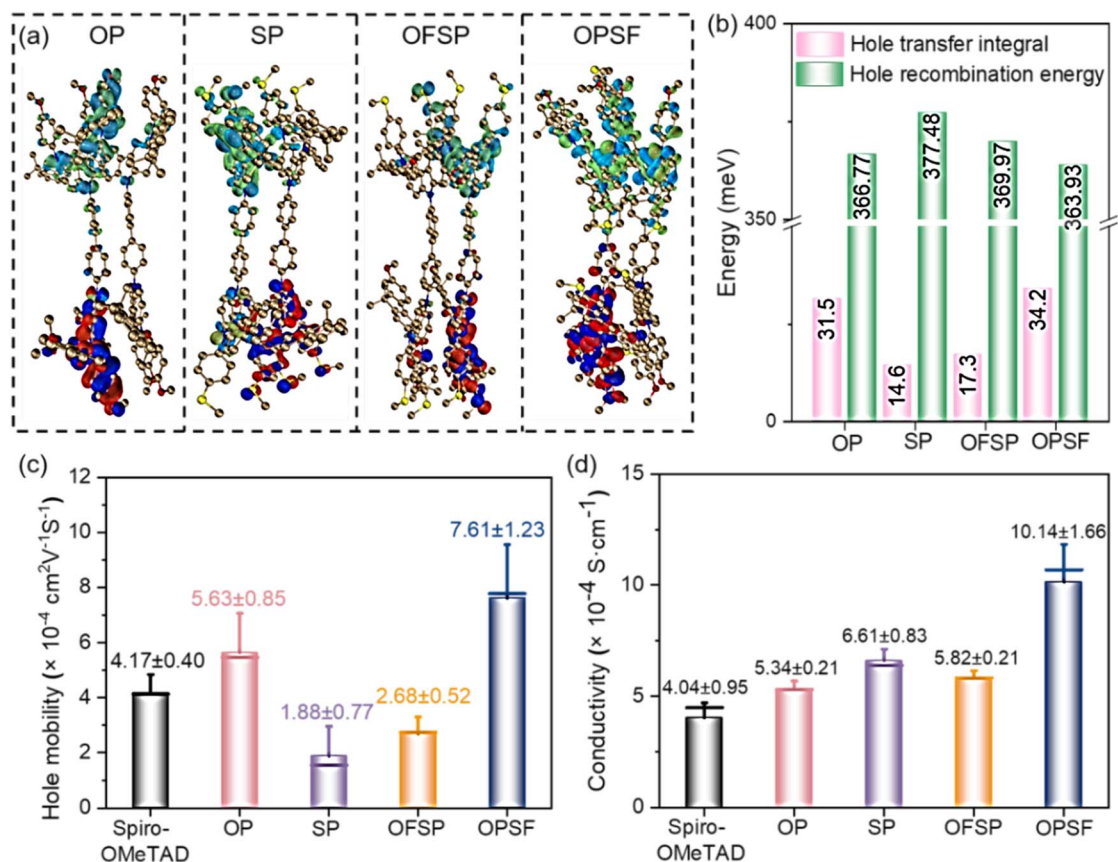 (a)
OP
SP
OFSP
OPSF
(b)
400
350
0
Energy (meV)
Hole transfer integral
Hole recombination energy
31.5
366.77
14.6
377.48
17.3
369.97
34.2
363.93
OP
SP
OFSP
OPSF
(c)
Hole mobility (× 10⁻⁴ cm²V⁻¹S⁻¹)
12
10
8
6
4
2
0
4.17±0.40
5.63±0.85
1.88±0.77
2.68±0.52
7.61±1.23
Spiro-
OMeTAD
OP
SP
OFSP
OPSF
(d)
Conductivity (× 10⁻⁴ S·cm⁻¹)
15
10
5
0
4.04±0.95
5.34±0.21
6.61±0.83
5.82±0.21
10.14±1.66
Spiro-
OMeTAD
OP
SP
OFSP
OPSF